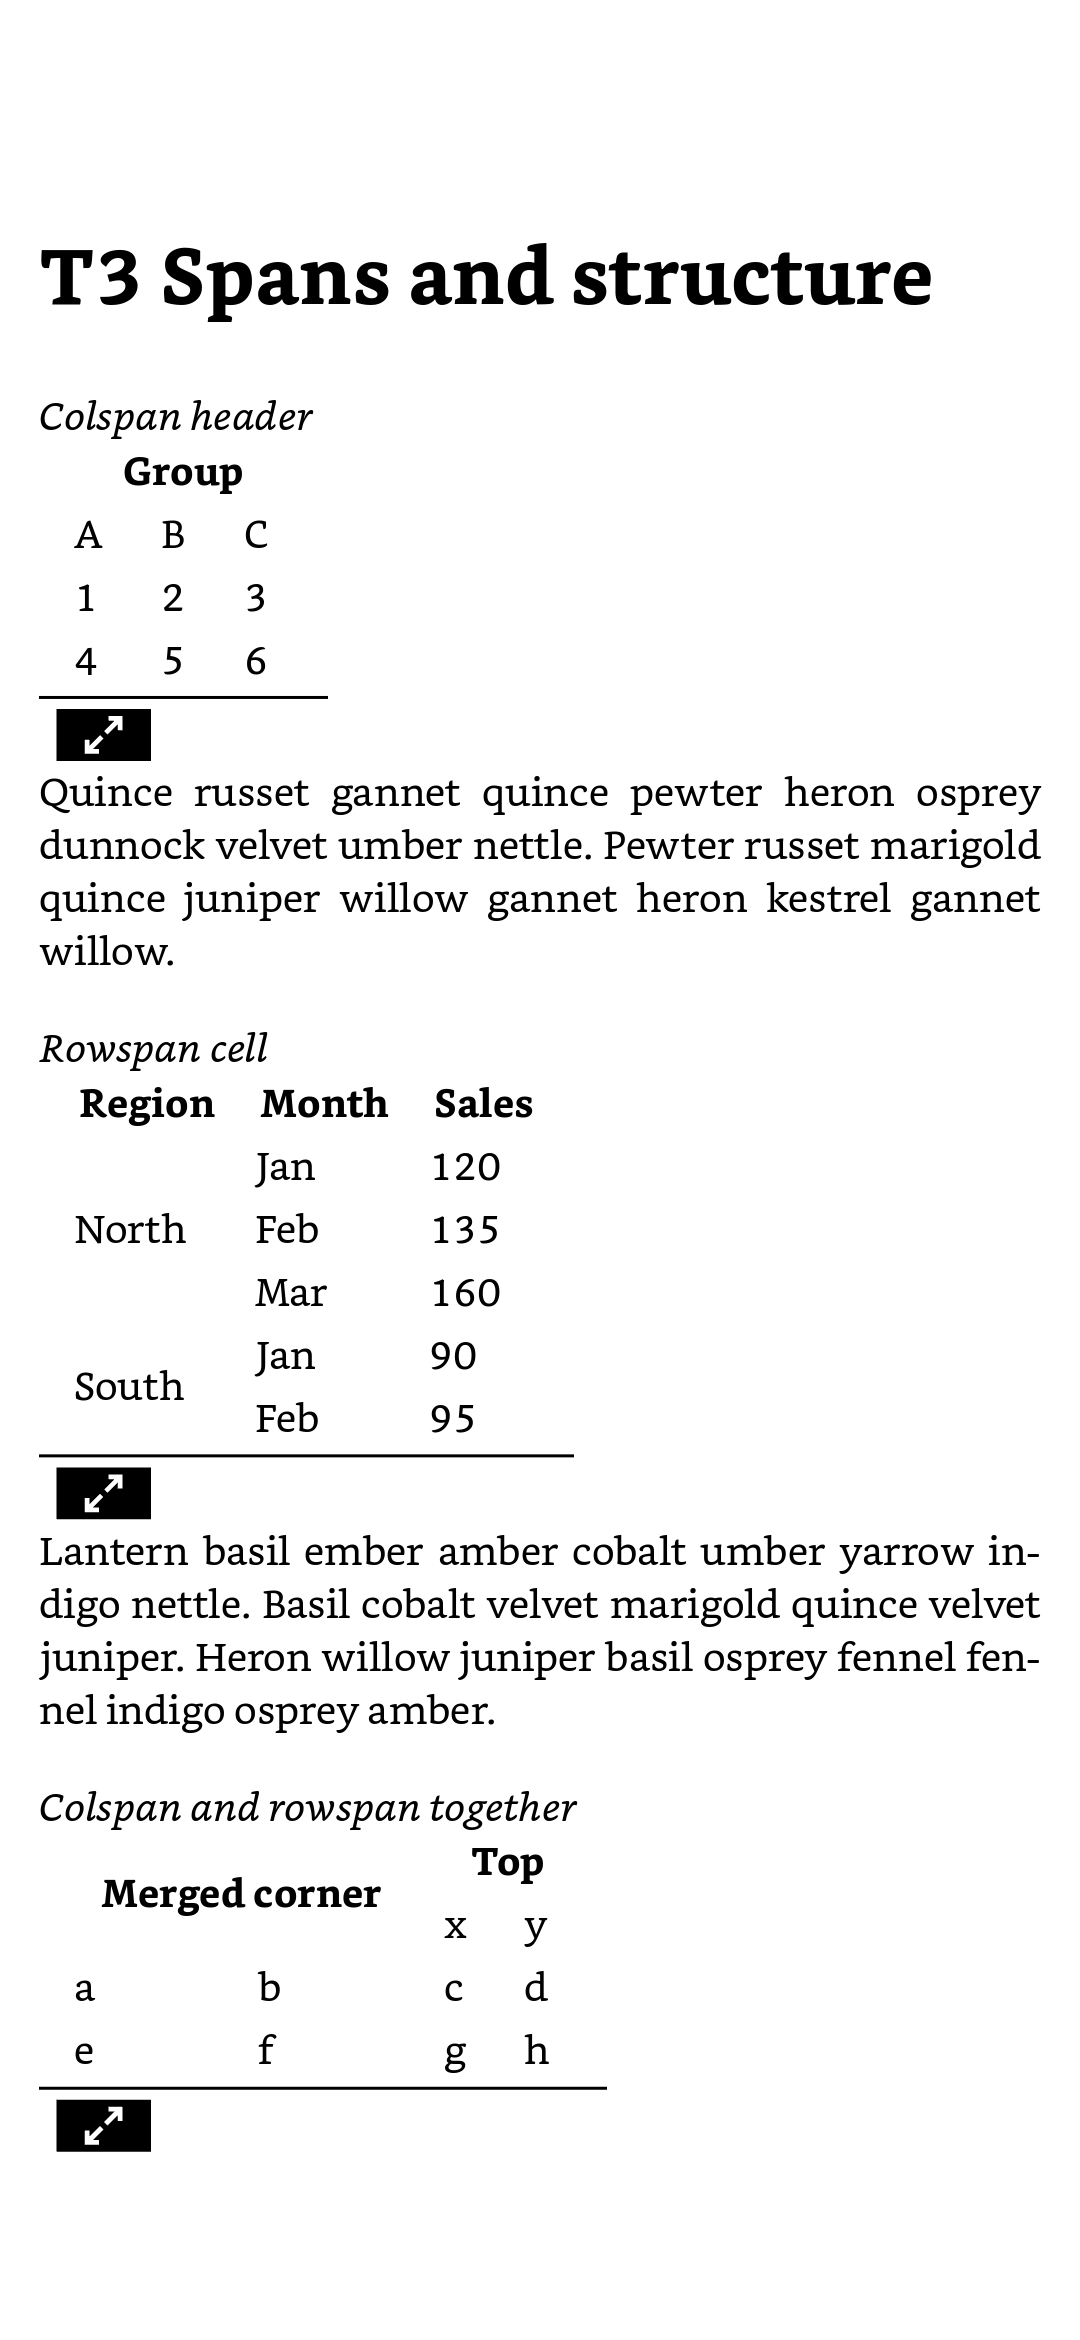 T3 Spans and structure
Colspan header
Group
A B C
1 2 3
4 5 6
Quince russet gannet quince pewter heron osprey
dunnock velvet umber nettle. Pewter russet marigold
quince juniper willow gannet heron kestrel gannet
willow.
Rowspan cell
Region Month Sales
Jan 120
North Feb 135
Mar 160
Jan 90
South
Feb 95
Lantern basil ember amber cobalt umber yarrow in-
digo nettle. Basil cobalt velvet marigold quince velvet
juniper. Heron willow juniper basil osprey fennel fen-
nel indigo osprey amber.
Colspan and rowspan together
Top
Merged corner
x y
a b c d
e f g h